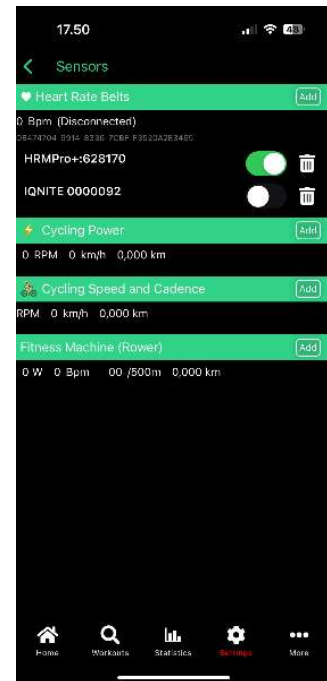 17.50 48
Sensors
Heart Rate Belts Add
0 Bpm (Disconnected)
HRMPro+:628170
IQNITE 0000092
Cycling Power Add
0 RPM 0 km/h 0,000 km
Cycling Speed and Cadence Add
RPM 0 km/h 0,000 km
Fitness Machine (Rower) Add
0 W 0 Bpm 00 /500m 0,000 km
Home Workouts Statistics Settings More